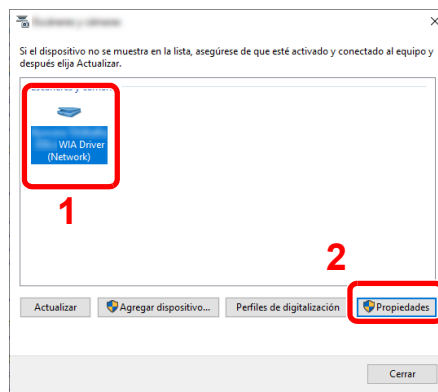 Si el dispositivo no se muestra en la lista, asegúrese de que esté activado y conectado al equipo y
después elija Actualizar.
WIA Driver
(Network)
1
2
Actualizar
Agregar dispositivo...
Perfiles de digitalización
Propiedades
Cerrar